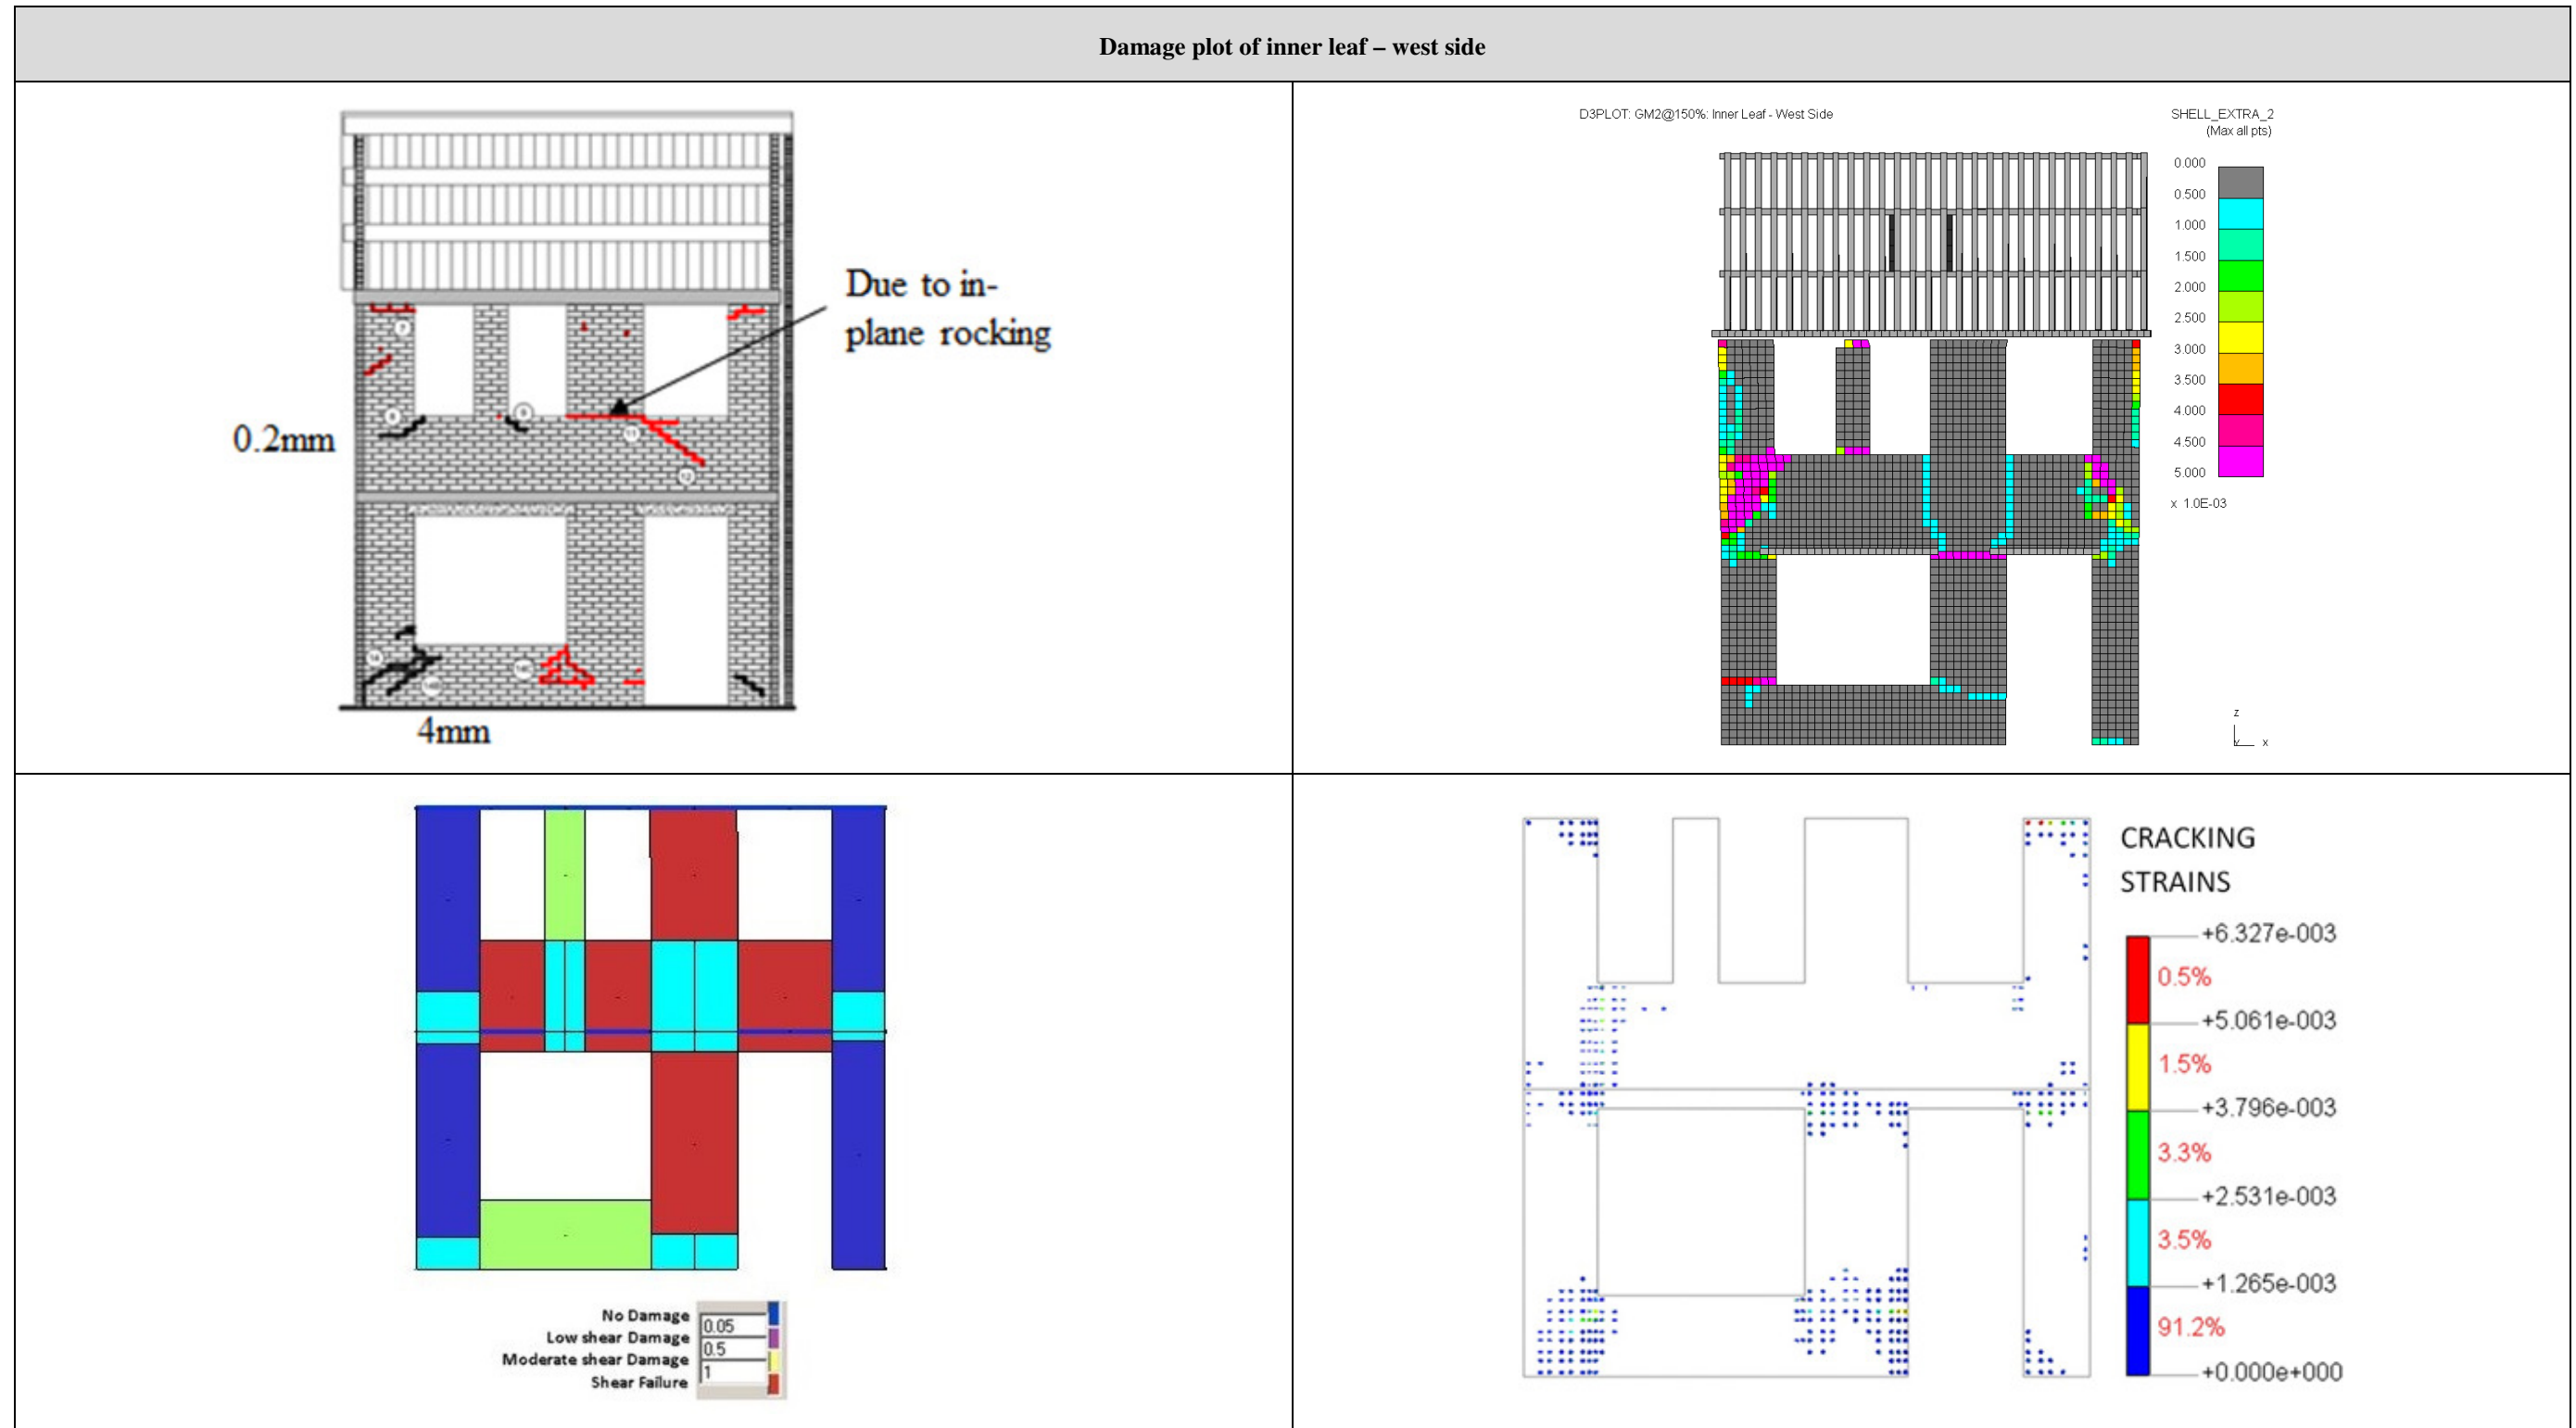 Damage plot of inner leaf – west side
Due to in-
plane rocking
0.2mm
4mm
D3PLOT: GM2@150%: Inner Leaf - West Side
SHELL_EXTRA_2
(Max all pts)
0.000
0.500
1.000
1.500
2.000
2.500
3.000
3.500
4.000
4.500
5.000
x 1.0E-03
z
x
No Damage
0.05
Low shear Damage
0.5
Moderate shear Damage
1
Shear Failure
CRACKING
STRAINS
+6.327e-003
0.5%
+5.061e-003
1.5%
+3.796e-003
3.3%
+2.531e-003
3.5%
+1.265e-003
91.2%
+0.000e+000